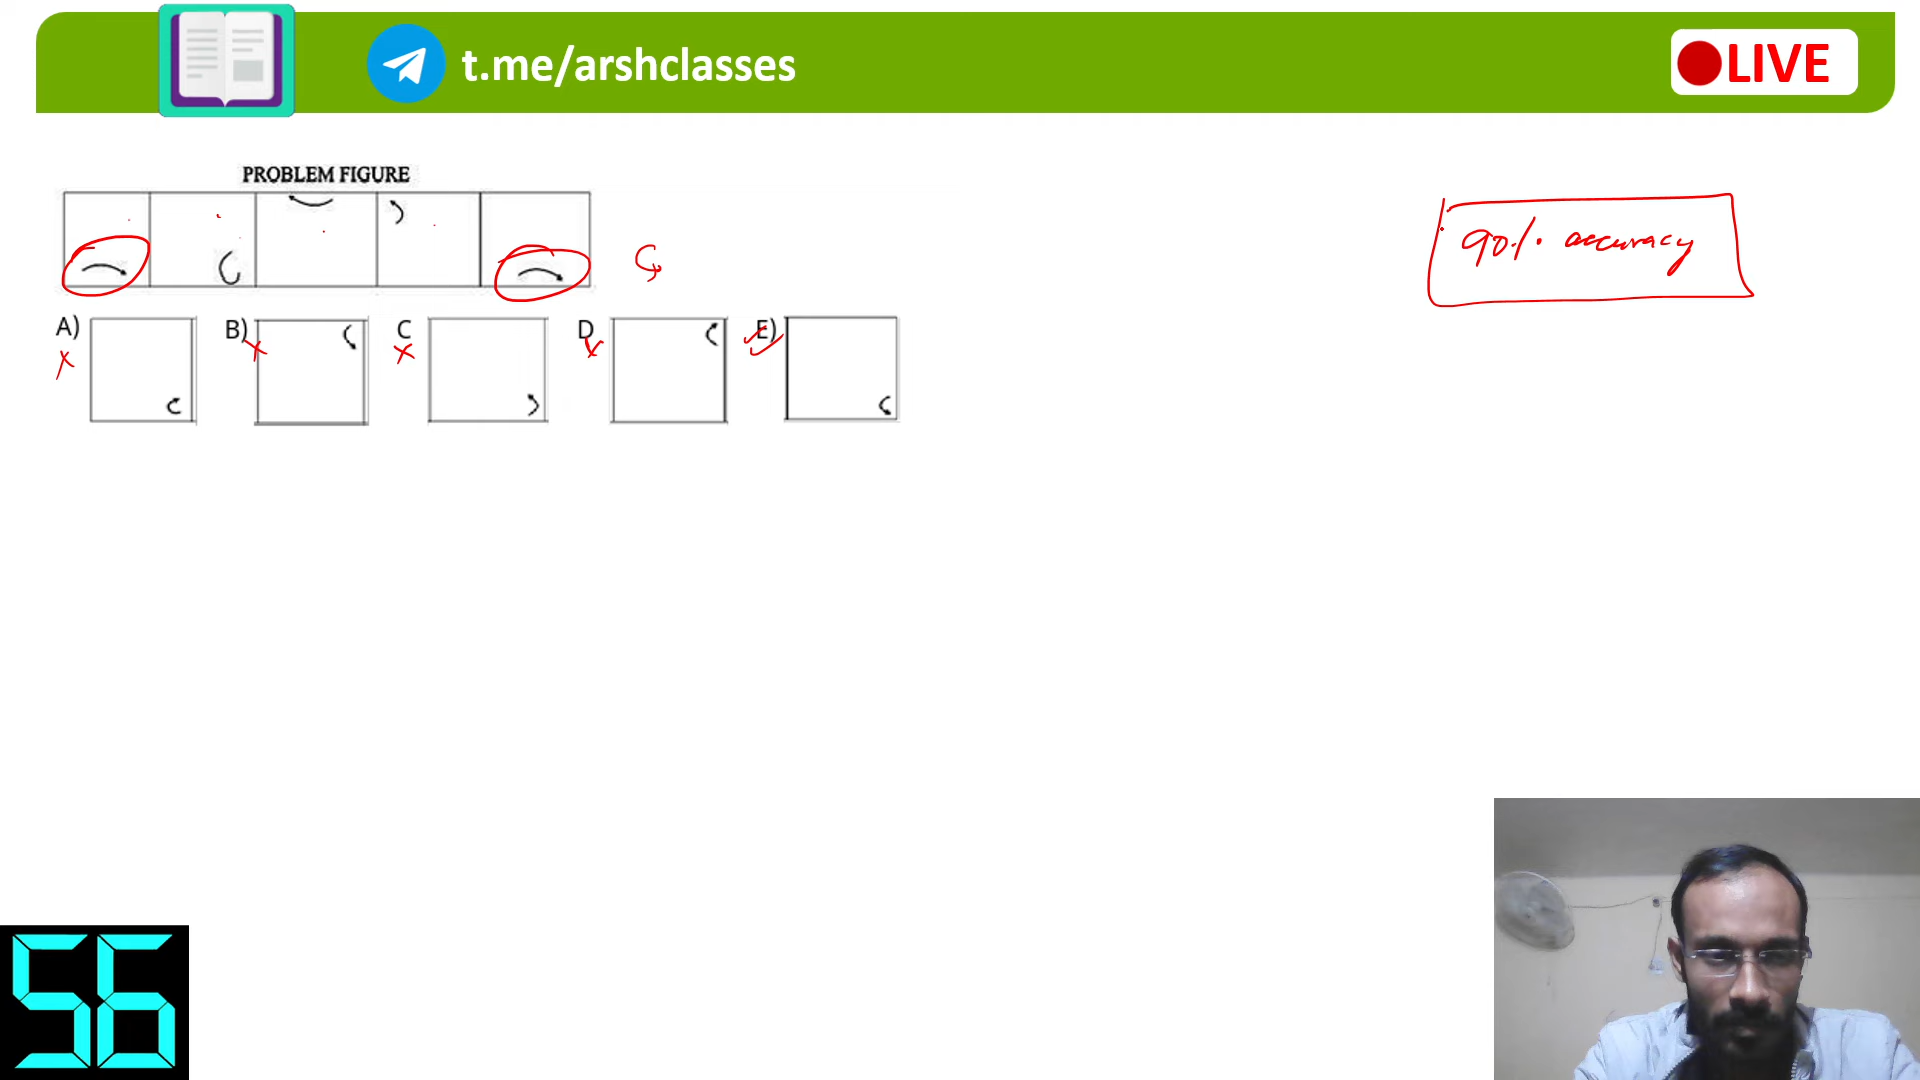 t.me/arshclasses
LIVE
PROBLEM FIGURE
90% accuracy
A)
B)
C
D
E)
56